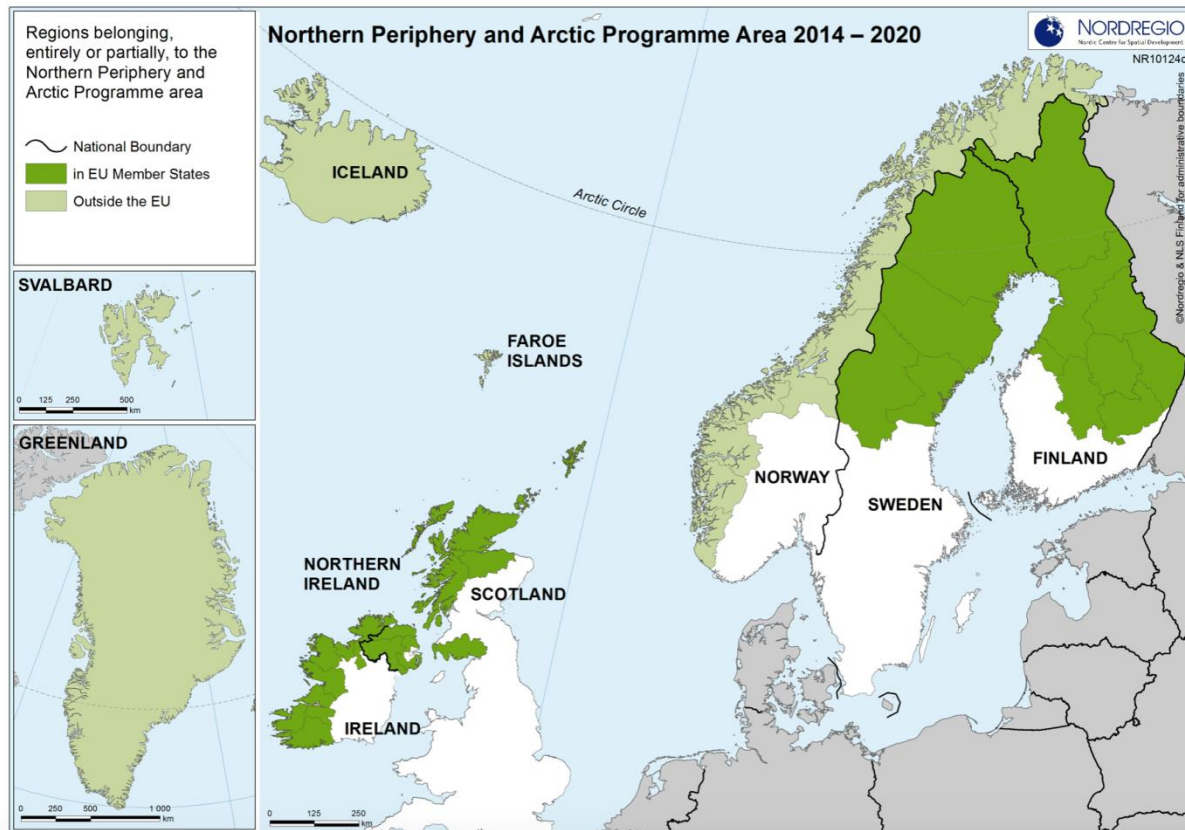 Regions belonging,
entirely or partially, to the
Northern Periphery and
Arctic Programme area
National Boundary
in EU Member States
Outside the EU
Northern Periphery and Arctic Programme Area 2014 – 2020
NORDREGIO
Nordic Centre for Spatial Development
NR10124c
©Nordregio & NLS Finland for administrative boundaries
SVALBARD
0 125 250 500
km
GREENLAND
0 250 500 1 000
km
ICELAND
Arctic Circle
FAROE
ISLANDS
NORWAY
SWEDEN
FINLAND
NORTHERN
IRELAND
SCOTLAND
IRELAND
0 125 250
km